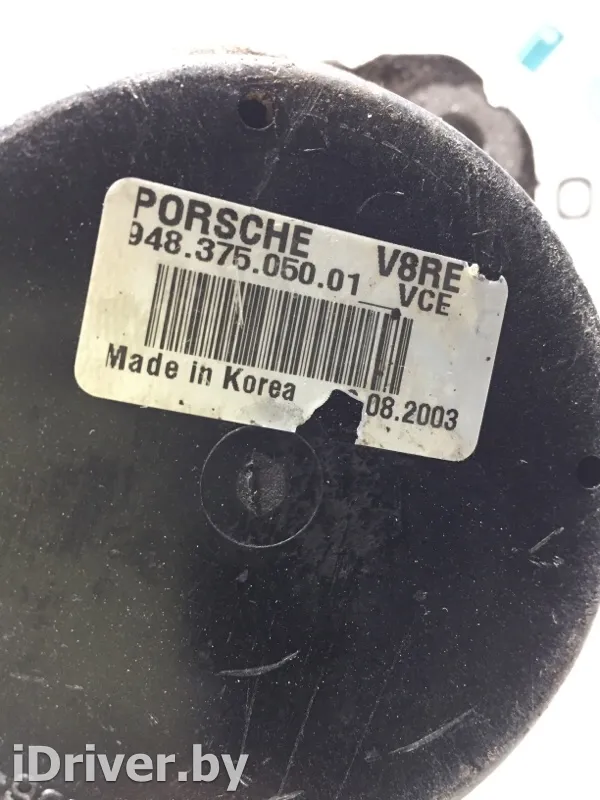 PORSCHE V8RE
948.375.050.01 VCE
Made in Korea 08.2003
iDriver.by